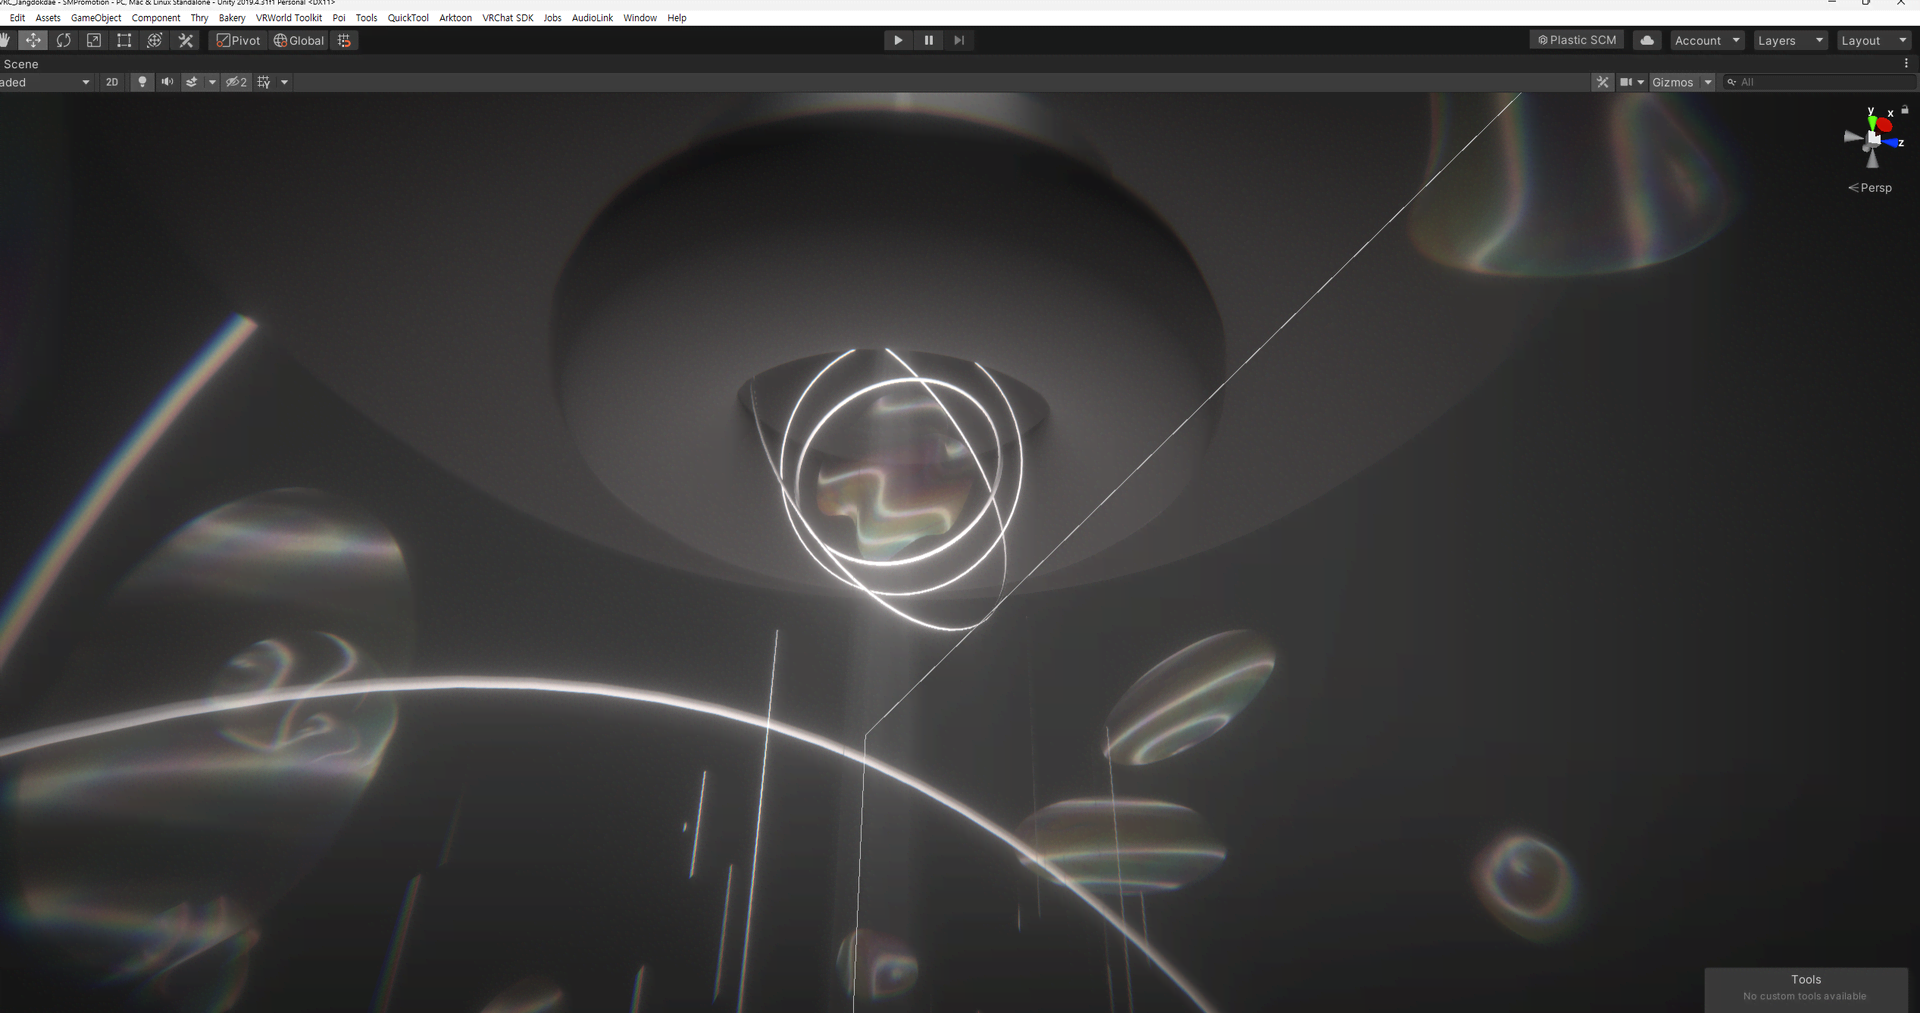 VRC_Jangdokdae - SMPromotion - PC, Mac & Linux Standalone - Unity 2019.4.31f1 Personal <DX11>
Edit Assets GameObject Component Thry Bakery VRWorld Toolkit Poi Tools QuickTool Arktoon VRChat SDK Jobs AudioLink Window Help
Pivot Global Plastic SCM Account Layers Layout
Scene
aded 2D 2 Gizmos All
y x
z
Persp
Tools
No custom tools available